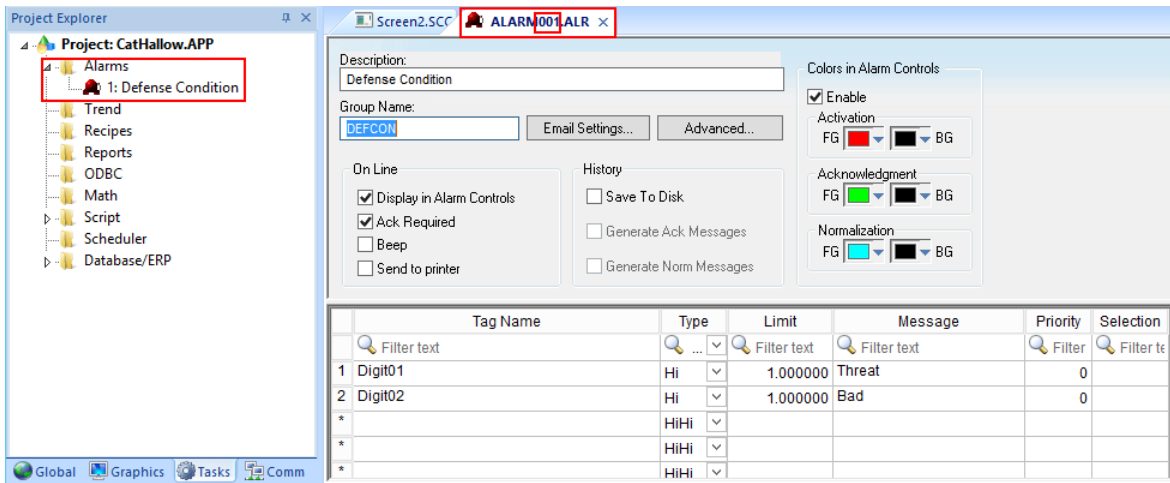 Project Explorer
Project: CatHallow.APP
Alarms
1: Defense Condition
Trend
Recipes
Reports
ODBC
Math
Script
Scheduler
Database/ERP
Global Graphics Tasks Comm
Screen2.SCC ALARM001.ALR
Description:
Defense Condition
Group Name:
DEFCON Email Settings... Advanced...
On Line
Display in Alarm Controls
Ack Required
Beep
Send to printer
History
Save To Disk
Generate Ack Messages
Generate Norm Messages
Colors in Alarm Controls
Enable
Activation
FG BG
Acknowledgment
FG BG
Normalization
FG BG
Tag Name Type Limit Message Priority Selection
Filter text ... Filter text Filter text Filter Filter te
1 Digit01 Hi 1.000000 Threat 0
2 Digit02 Hi 1.000000 Bad 0
* HiHi
* HiHi
* HiHi